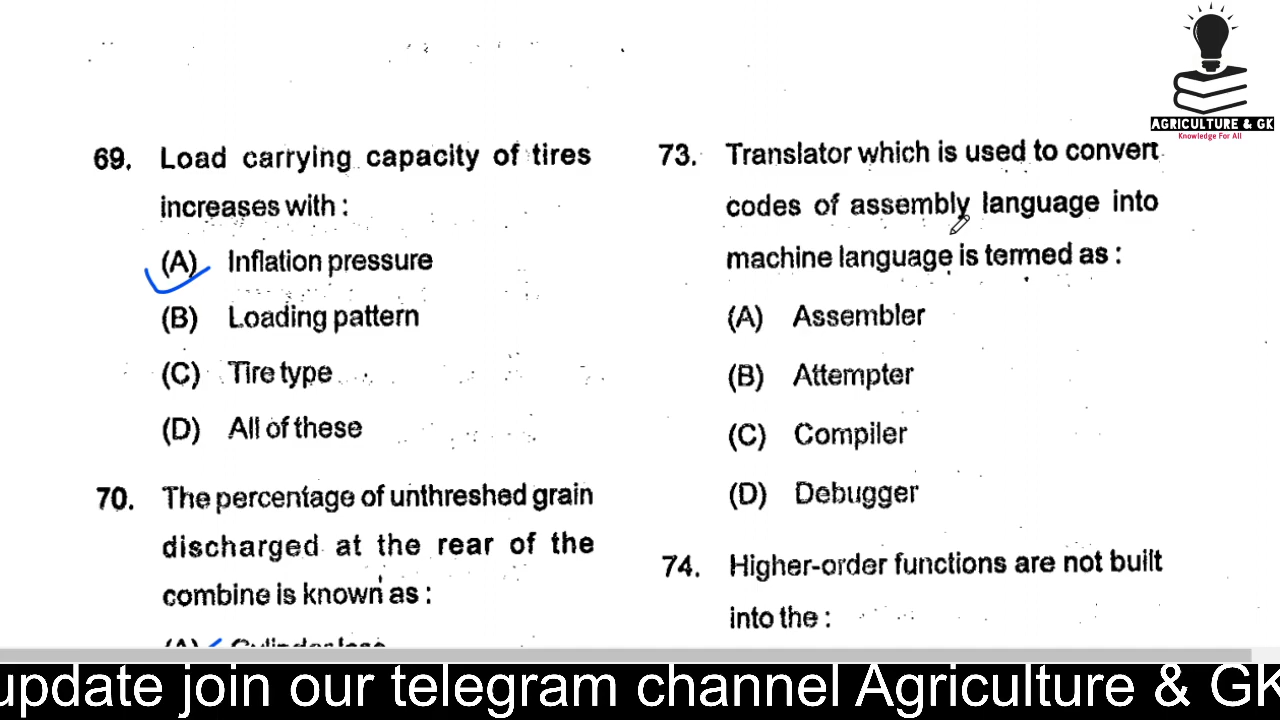 69. Load carrying capacity of tires
increases with :
(A) Inflation pressure
(B) Loading pattern
(C) Tire type
(D) All of these
70. The percentage of unthreshed grain
discharged at the rear of the
combine is known as :
(A) Cylinder loss
73. Translator which is used to convert
codes of assembly language into
machine language is termed as :
(A) Assembler
(B) Attempter
(C) Compiler
(D) Debugger
74. Higher-order functions are not built
into the :
AGRICULTURE & GK
Knowledge For All
update join our telegram channel Agriculture & GK